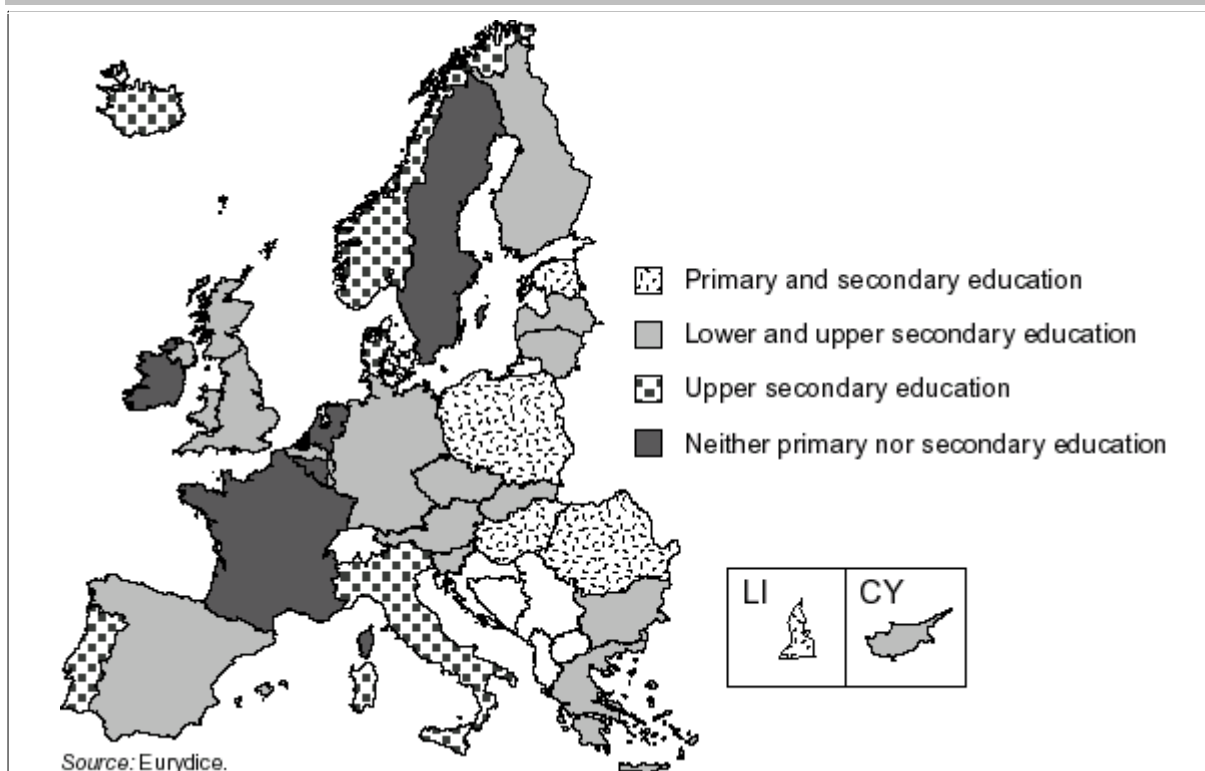 Primary and secondary education
Lower and upper secondary education
Upper secondary education
Neither primary nor secondary education
LI CY
Source: Eurydice.